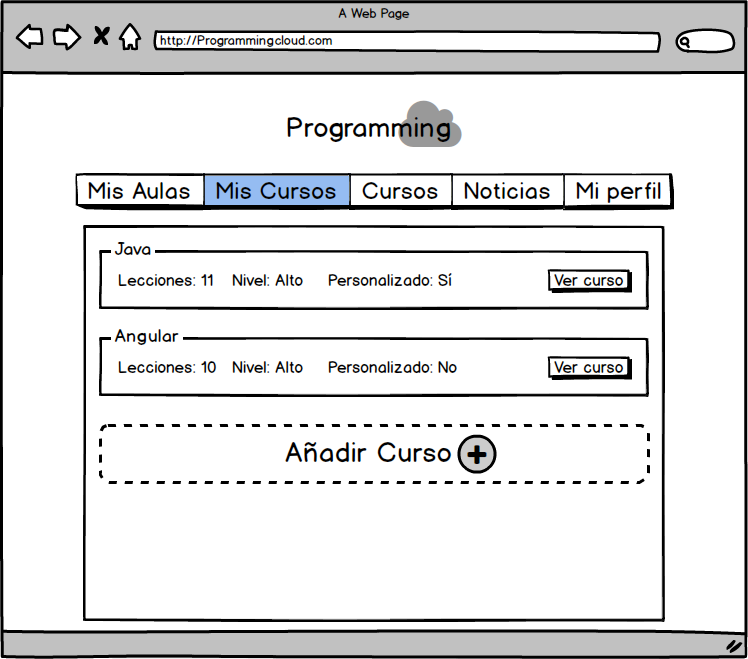 A Web Page
http://Programmingcloud.com
Programming
Mis Aulas Mis Cursos Cursos Noticias Mi perfil
Java
Lecciones: 11 Nivel: Alto Personalizado: Sí Ver curso
Angular
Lecciones: 10 Nivel: Alto Personalizado: No Ver curso
Añadir Curso